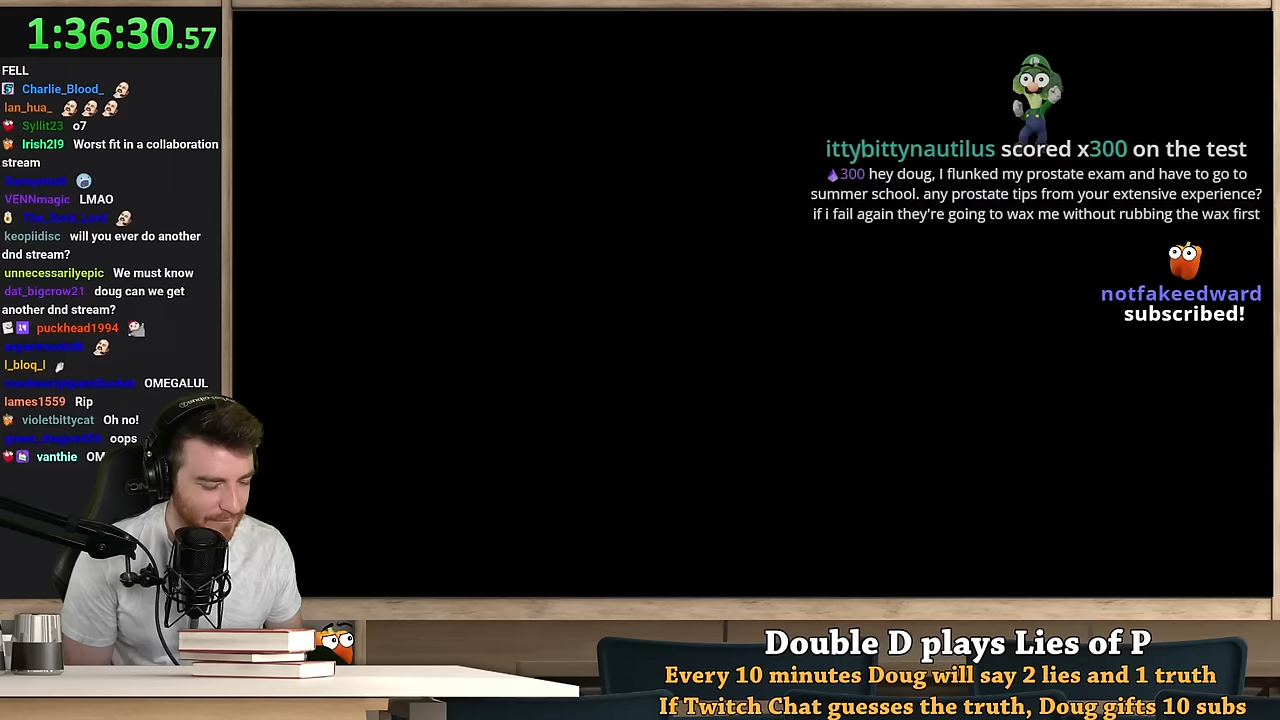 1:36:30.57
FELL
Charlie_Blood_
Ian_hua_
Syllit23 o7
Irish2l9 Worst fit in a collaboration
stream
VENNmagic LMAO
keopiidisc will you ever do another
dnd stream?
unnecessarilyepic We must know
dat_bigcrow21 doug can we get
another dnd stream?
puckhead1994
l_bloq_l
OMEGALUL
lames1559 Rip
violetbittycat Oh no!
oops
vanthie OM
ittybittynautilus scored x300 on the test
300 hey doug, I flunked my prostate exam and have to go to
summer school. any prostate tips from your extensive experience?
if i fail again they're going to wax me without rubbing the wax first
notfakeedward
subscribed!
Double D plays Lies of P
Every 10 minutes Doug will say 2 lies and 1 truth
If Twitch Chat guesses the truth, Doug gifts 10 subs